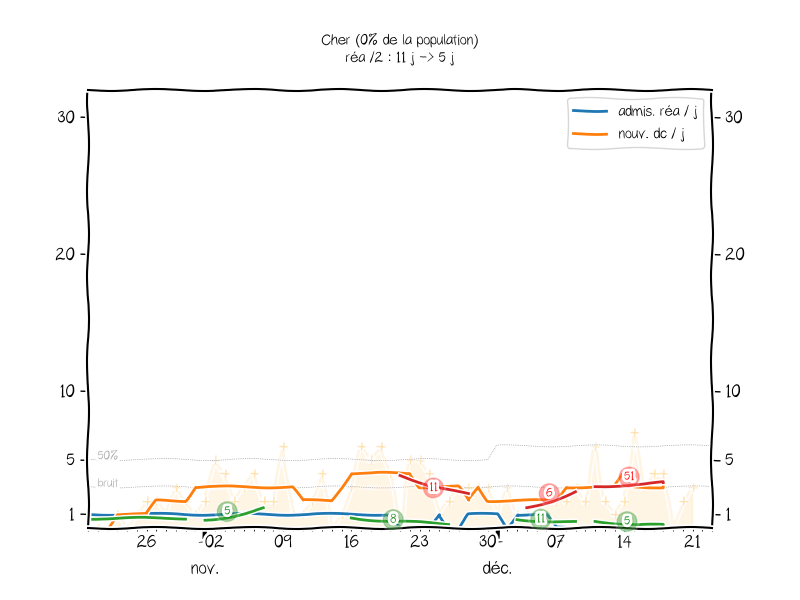 Cher (0% de la population)
réa /2 : 11 j -> 5 j
admis. réa / j
nouv. dc / j
30 30
20 20
10 10
5 5
1 1
50%
bruit
5 8 11 6 11 51 5
26 02 09 16 23 30 07 14 21
nov. déc.